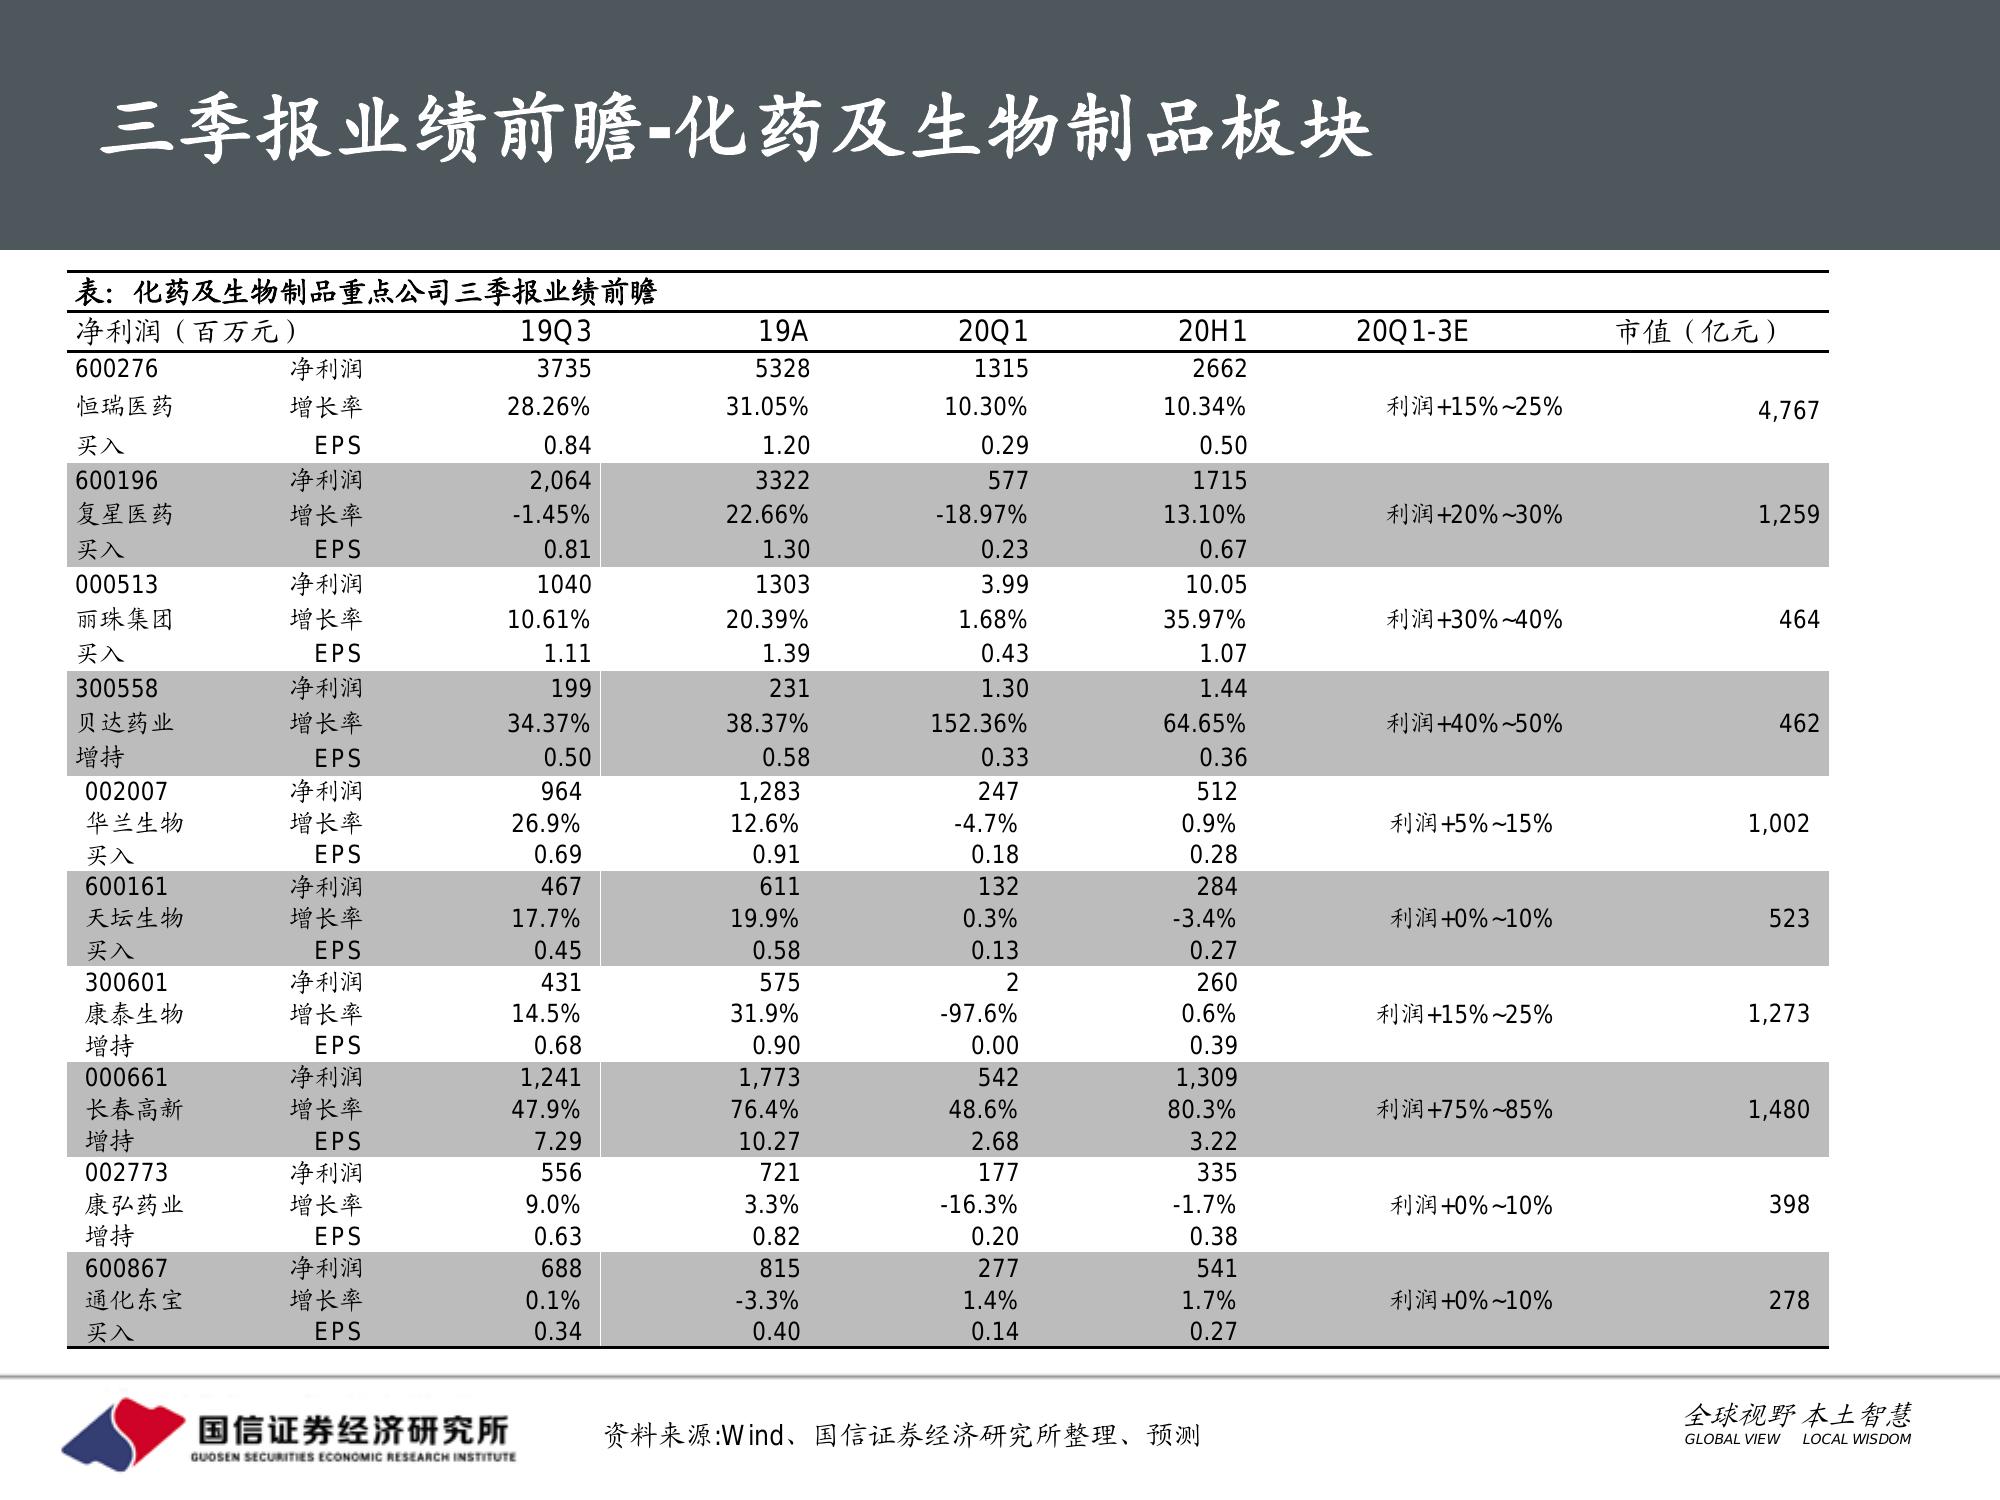 三季报业绩前瞻-化药及生物制品板块
表：化药及生物制品重点公司三季报业绩前瞻
净利润（百万元） 19Q3 19A 20Q1 20H1 20Q1-3E 市值（亿元）
600276 净利润 3735 5328 1315 2662
恒瑞医药 增长率 28.26% 31.05% 10.30% 10.34% 利润+15%~25% 4,767
买入 EPS 0.84 1.20 0.29 0.50
600196 净利润 2,064 3322 577 1715
复星医药 增长率 -1.45% 22.66% -18.97% 13.10% 利润+20%~30% 1,259
买入 EPS 0.81 1.30 0.23 0.67
000513 净利润 1040 1303 3.99 10.05
丽珠集团 增长率 10.61% 20.39% 1.68% 35.97% 利润+30%~40% 464
买入 EPS 1.11 1.39 0.43 1.07
300558 净利润 199 231 1.30 1.44
贝达药业 增长率 34.37% 38.37% 152.36% 64.65% 利润+40%~50% 462
增持 EPS 0.50 0.58 0.33 0.36
002007 净利润 964 1,283 247 512
华兰生物 增长率 26.9% 12.6% -4.7% 0.9% 利润+5%~15% 1,002
买入 EPS 0.69 0.91 0.18 0.28
600161 净利润 467 611 132 284
天坛生物 增长率 17.7% 19.9% 0.3% -3.4% 利润+0%~10% 523
买入 EPS 0.45 0.58 0.13 0.27
300601 净利润 431 575 2 260
康泰生物 增长率 14.5% 31.9% -97.6% 0.6% 利润+15%~25% 1,273
增持 EPS 0.68 0.90 0.00 0.39
000661 净利润 1,241 1,773 542 1,309
长春高新 增长率 47.9% 76.4% 48.6% 80.3% 利润+75%~85% 1,480
增持 EPS 7.29 10.27 2.68 3.22
002773 净利润 556 721 177 335
康弘药业 增长率 9.0% 3.3% -16.3% -1.7% 利润+0%~10% 398
增持 EPS 0.63 0.82 0.20 0.38
600867 净利润 688 815 277 541
通化东宝 增长率 0.1% -3.3% 1.4% 1.7% 利润+0%~10% 278
买入 EPS 0.34 0.40 0.14 0.27
国信证券经济研究所
GUOSEN SECURITIES ECONOMIC RESEARCH INSTITUTE
资料来源:Wind、国信证券经济研究所整理、预测
全球视野 本土智慧
GLOBAL VIEW LOCAL WISDOM